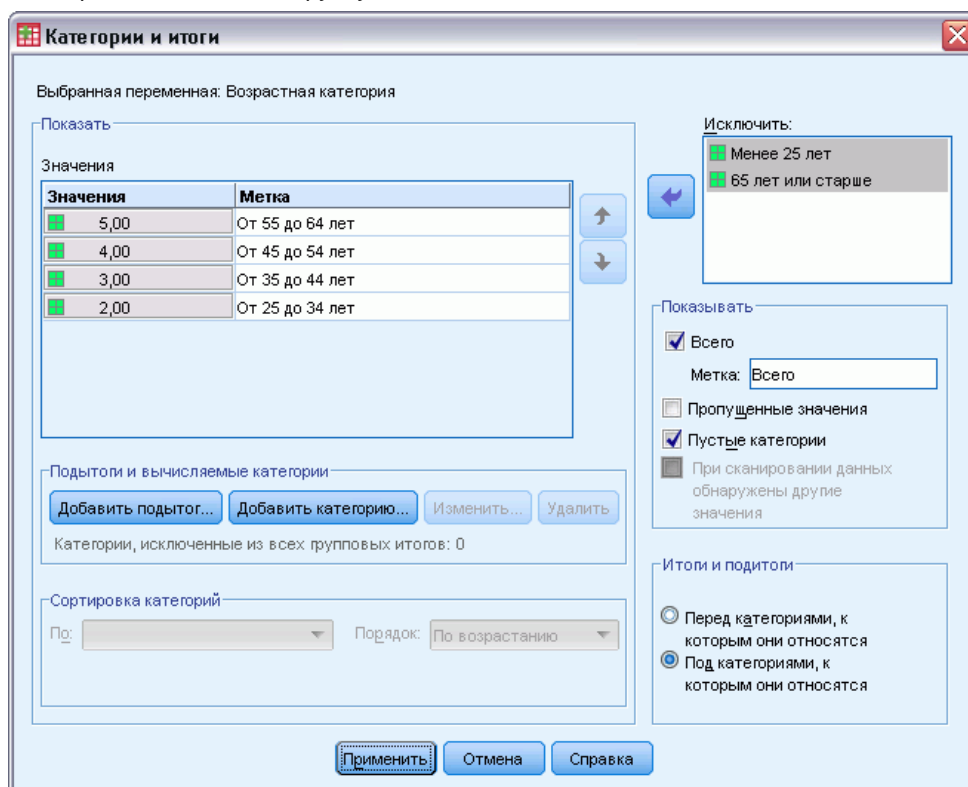 Категории и итоги
Выбранная переменная: Возрастная категория
Показать
Значения
Значения Метка
5,00 От 55 до 64 лет
4,00 От 45 до 54 лет
3,00 От 35 до 44 лет
2,00 От 25 до 34 лет
Подытоги и вычисляемые категории
Добавить подытог... Добавить категорию... Изменить... Удалить
Категории, исключенные из всех групповых итогов: 0
Сортировка категорий
По: Порядок: По возрастанию
Исключить:
Менее 25 лет
65 лет или старше
Показывать
Всего
Метка: Всего
Пропущенные значения
Пустые категории
При сканировании данных
обнаружены другие
значения
Итоги и подитоги
Перед категориями, к
которым они относятся
Под категориями, к
которым они относятся
Применить Отмена Справка